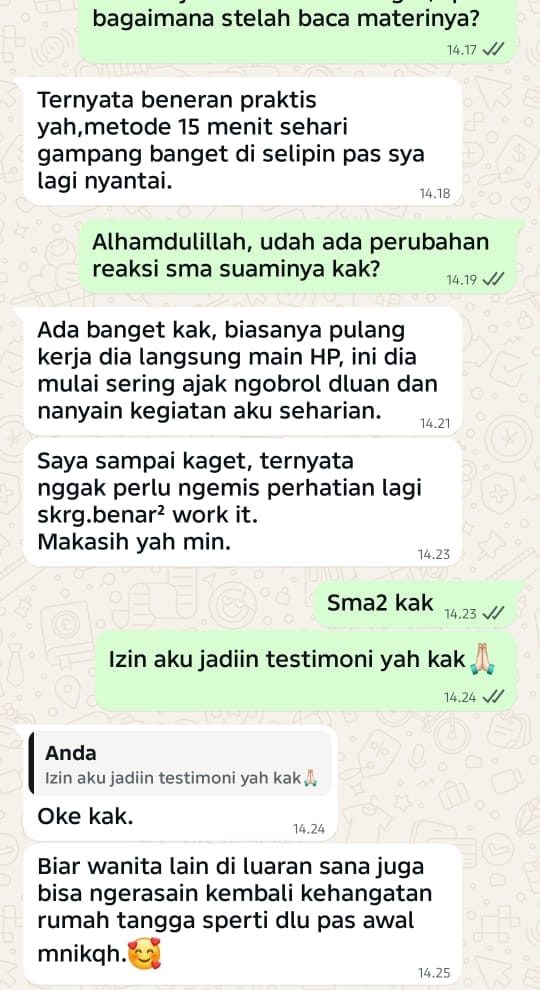 bagaimana stelah baca materinya?
14.17
Ternyata beneran praktis
yah,metode 15 menit sehari
gampang banget di selipin pas sya
lagi nyantai.
14.18
Alhamdulillah, udah ada perubahan
reaksi sma suaminya kak?
14.19
Ada banget kak, biasanya pulang
kerja dia langsung main HP, ini dia
mulai sering ajak ngobrol dluan dan
nanyain kegiatan aku seharian.
14.21
Saya sampai kaget, ternyata
nggak perlu ngemis perhatian lagi
skrg.benar² work it.
Makasih yah min.
14.23
Sma2 kak
14.23
Izin aku jadiin testimoni yah kak🙏🏻
14.24
Anda
Izin aku jadiin testimoni yah kak🙏🏻
Oke kak.
14.24
Biar wanita lain di luaran sana juga
bisa ngerasain kembali kehangatan
rumah tangga sperti dlu pas awal
mnikqh.🥰
14.25